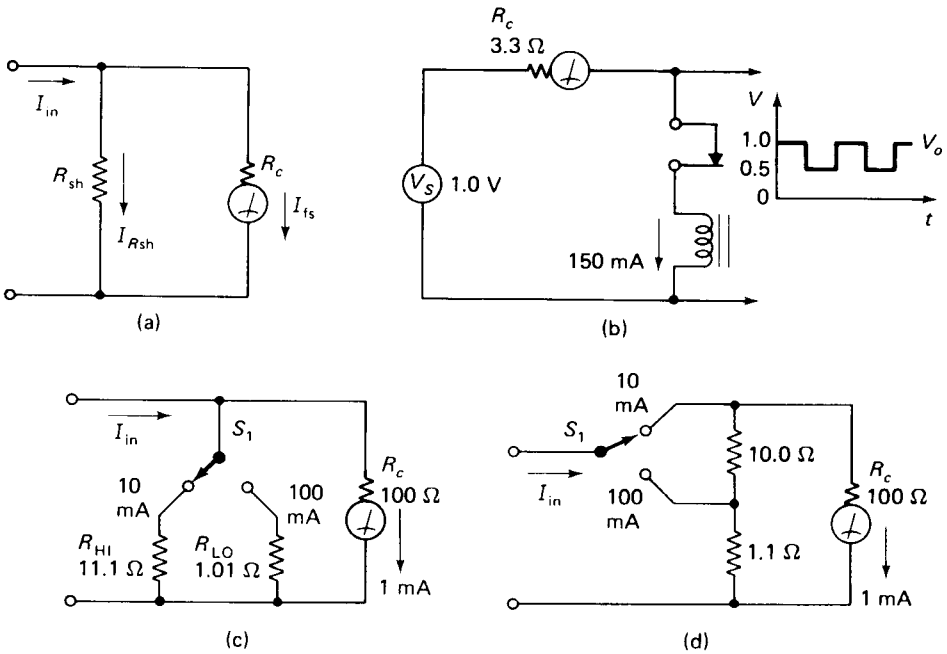 I_in
R_sh
I_Rsh
R_c
I_fs
(a)
R_c
3.3 Ω
V_S
1.0 V
150 mA
V
1.0
0.5
0
V_o
t
(b)
I_in
S_1
10
mA
100
mA
R_HI
11.1 Ω
R_LO
1.01 Ω
R_c
100 Ω
1 mA
(c)
10
mA
S_1
I_in
100
mA
10.0 Ω
1.1 Ω
R_c
100 Ω
1 mA
(d)